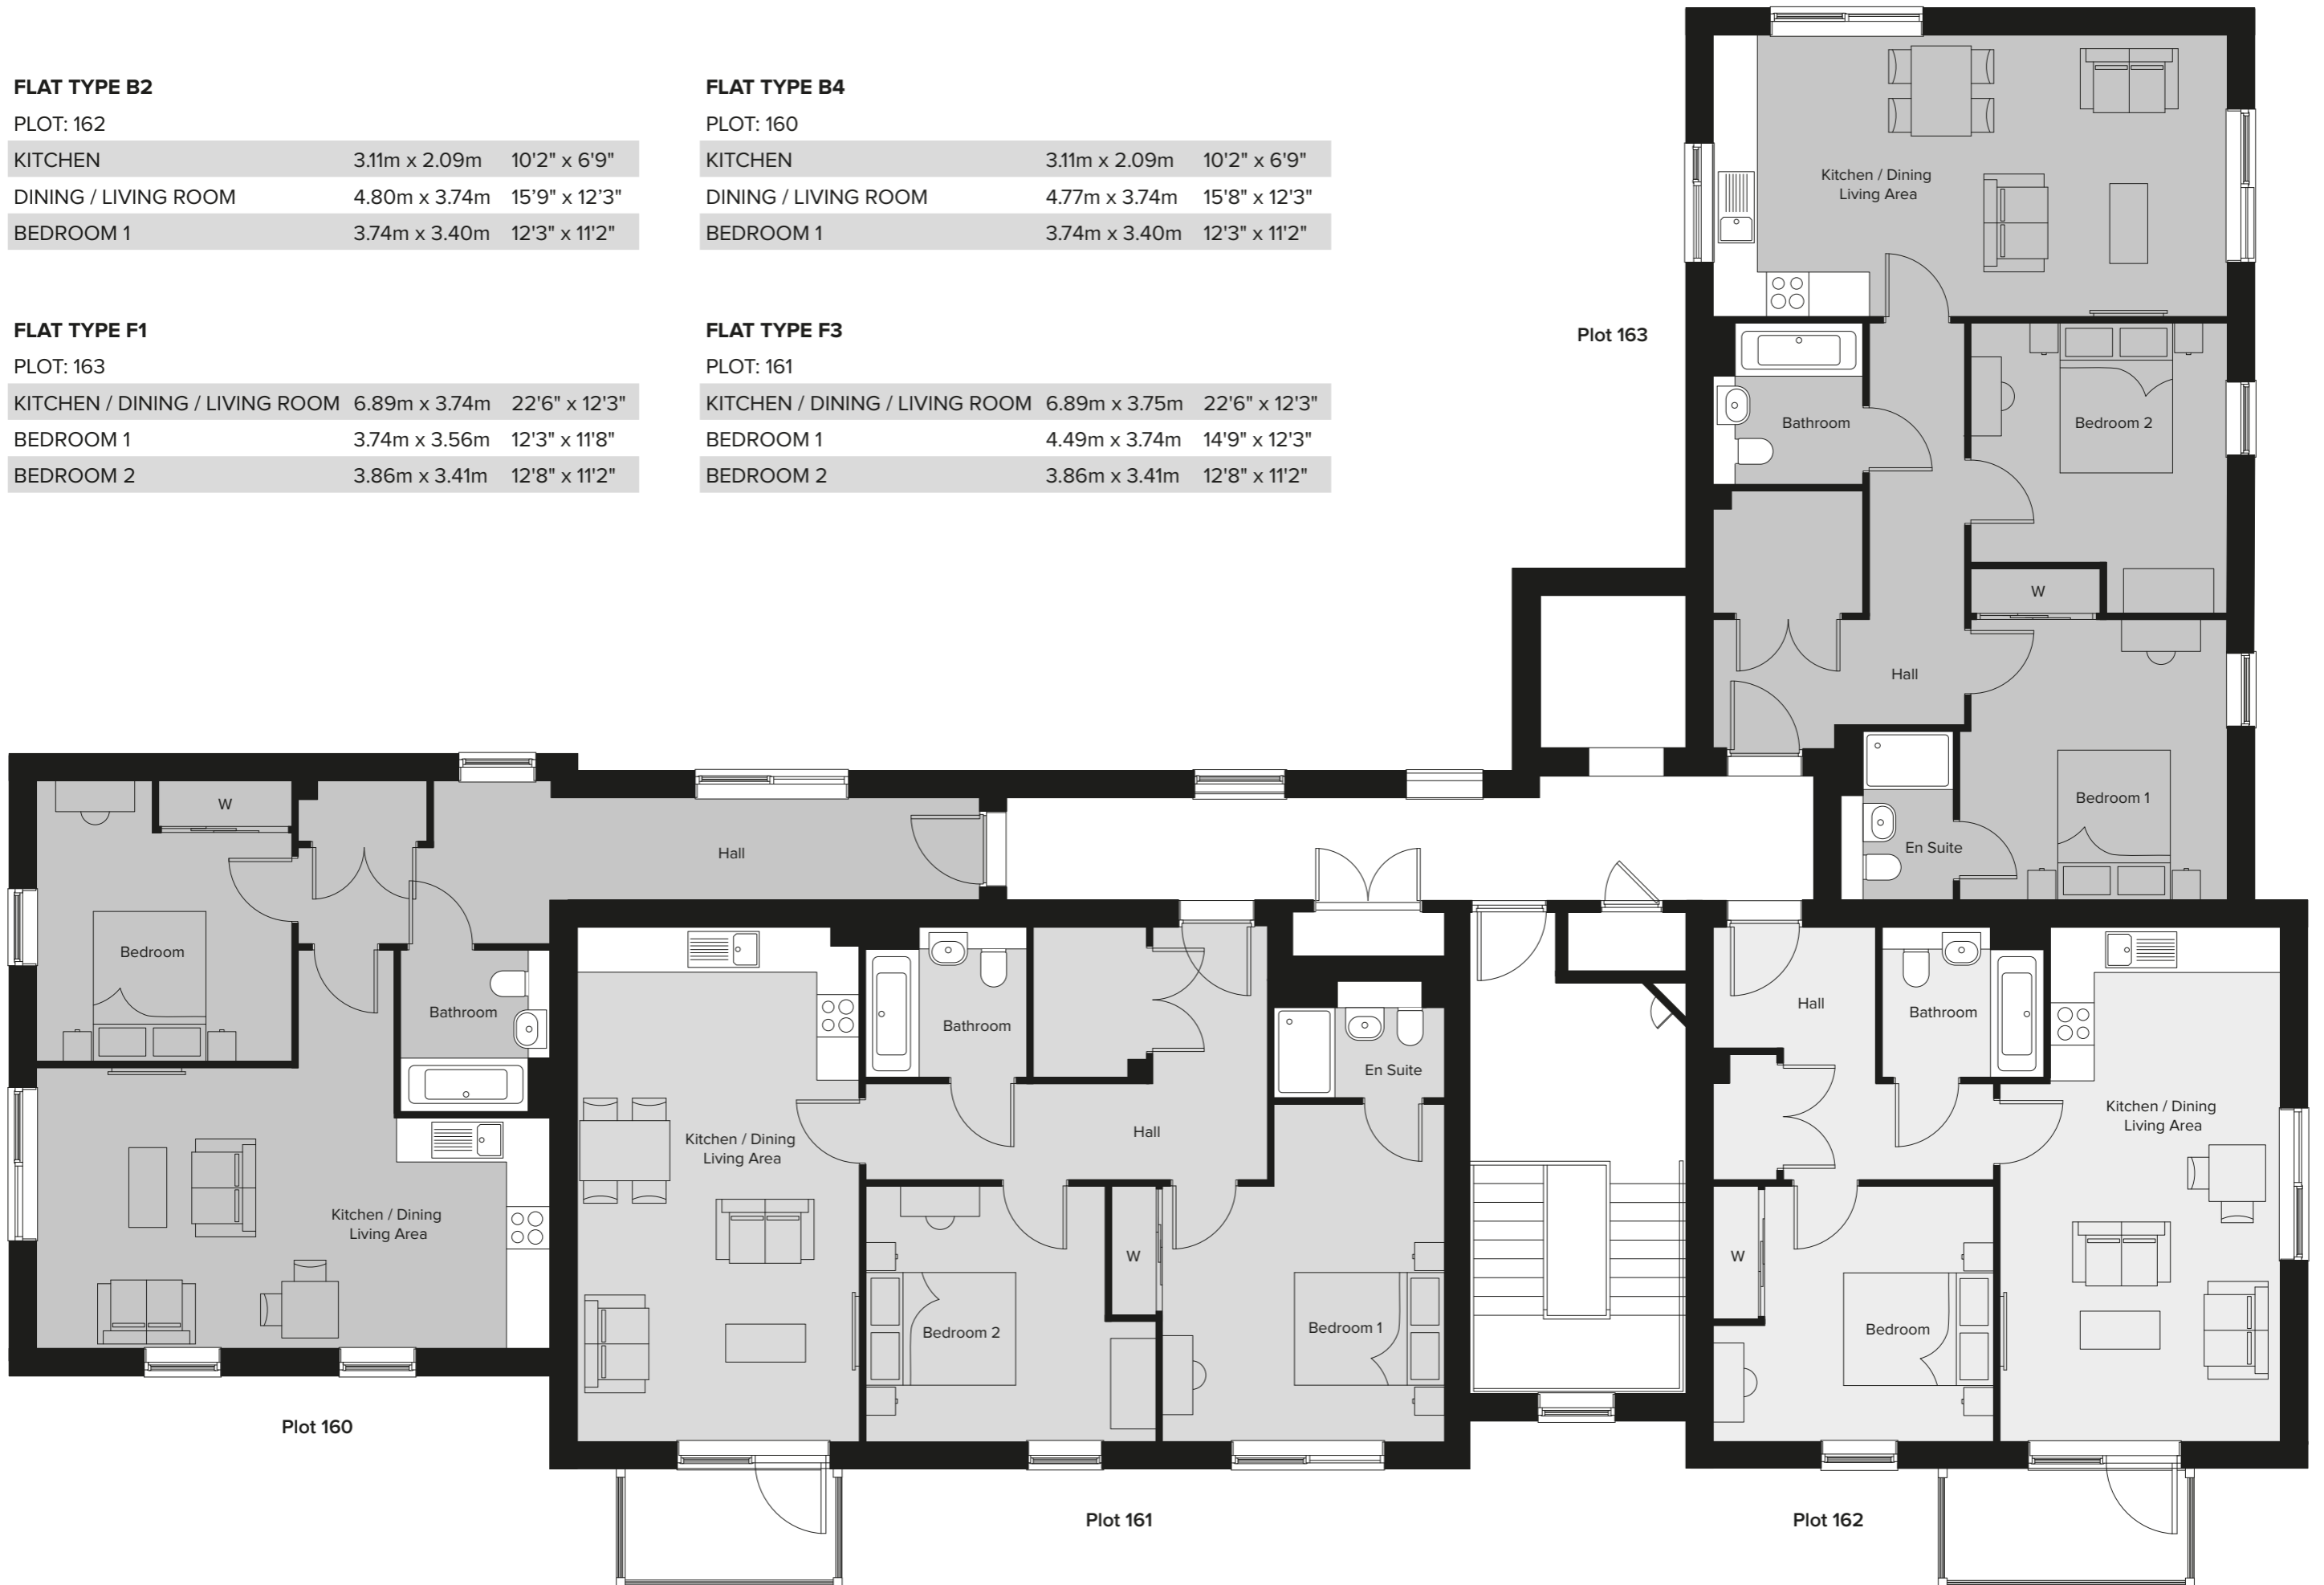 FLAT TYPE B2
PLOT: 162
KITCHEN 3.11m x 2.09m 10'2" x 6'9"
DINING / LIVING ROOM 4.80m x 3.74m 15'9" x 12'3"
BEDROOM 1 3.74m x 3.40m 12'3" x 11'2"
FLAT TYPE B4
PLOT: 160
KITCHEN 3.11m x 2.09m 10'2" x 6'9"
DINING / LIVING ROOM 4.77m x 3.74m 15'8" x 12'3"
BEDROOM 1 3.74m x 3.40m 12'3" x 11'2"
FLAT TYPE F1
PLOT: 163
KITCHEN / DINING / LIVING ROOM 6.89m x 3.74m 22'6" x 12'3"
BEDROOM 1 3.74m x 3.56m 12'3" x 11'8"
BEDROOM 2 3.86m x 3.41m 12'8" x 11'2"
FLAT TYPE F3
PLOT: 161
KITCHEN / DINING / LIVING ROOM 6.89m x 3.75m 22'6" x 12'3"
BEDROOM 1 4.49m x 3.74m 14'9" x 12'3"
BEDROOM 2 3.86m x 3.41m 12'8" x 11'2"
Kitchen / Dining
Living Area
Plot 163
Bathroom
Bedroom 2
W
Hall
Bedroom 1
En Suite
W
Hall
Bedroom
Bathroom
Kitchen / Dining
Living Area
Plot 160
Bathroom
En Suite
Kitchen / Dining
Living Area
Hall
W
Bedroom 2
Bedroom 1
Plot 161
Hall
Bathroom
Kitchen / Dining
Living Area
W
Bedroom
Plot 162